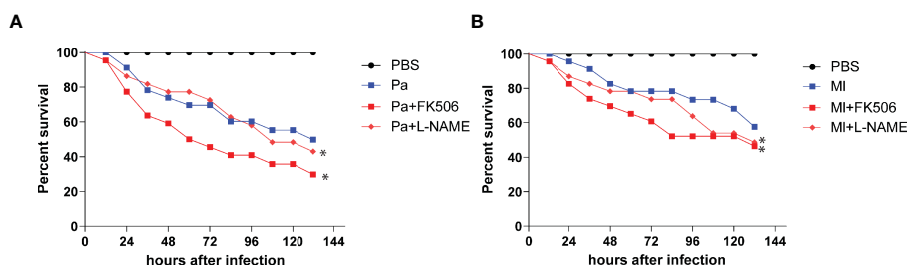 A
Percent survival
100
80
60
40
20
0
0 24 48 72 96 120 144
hours after infection
*
*
PBS
Pa
Pa+FK506
Pa+L-NAME
B
Percent survival
100
80
60
40
20
0
0 24 48 72 96 120 144
hours after infection
*
*
PBS
MI
MI+FK506
MI+L-NAME